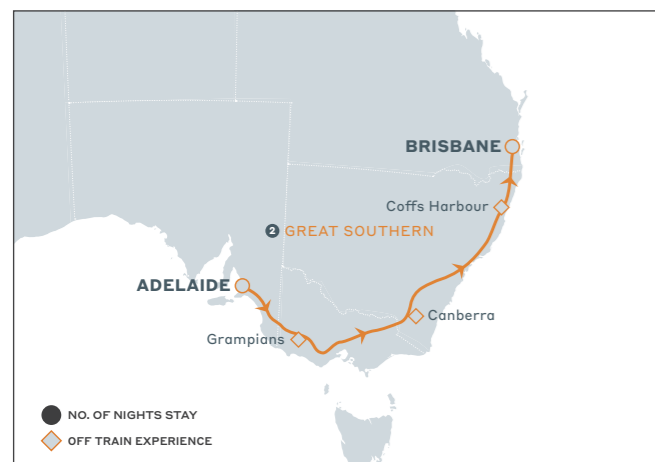 BRISBANE
Coffs Harbour
2 GREAT SOUTHERN
ADELAIDE
Canberra
Grampians
NO. OF NIGHTS STAY
OFF TRAIN EXPERIENCE